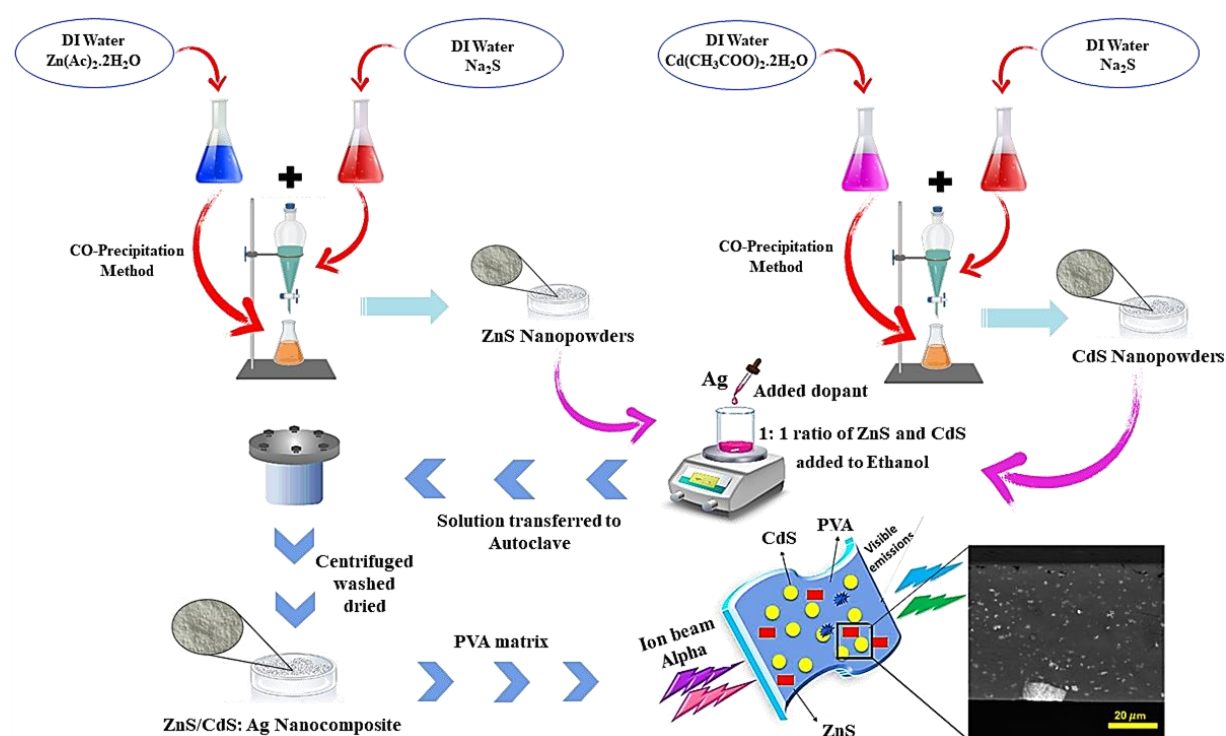 DI Water
Zn(Ac)₂.2H₂O
DI Water
Na₂S
DI Water
Cd(CH₃COO)₂.2H₂O
DI Water
Na₂S
+
+
CO-Precipitation
Method
CO-Precipitation
Method
ZnS Nanopowders
CdS Nanopowders
Ag
Added dopant
1: 1 ratio of ZnS and CdS
added to Ethanol
Solution transferred to
Autoclave
Centrifuged
washed
dried
ZnS/CdS: Ag Nanocomposite
PVA matrix
CdS
PVA
Visible
emissions
Ion beam
Alpha
ZnS
20 μm